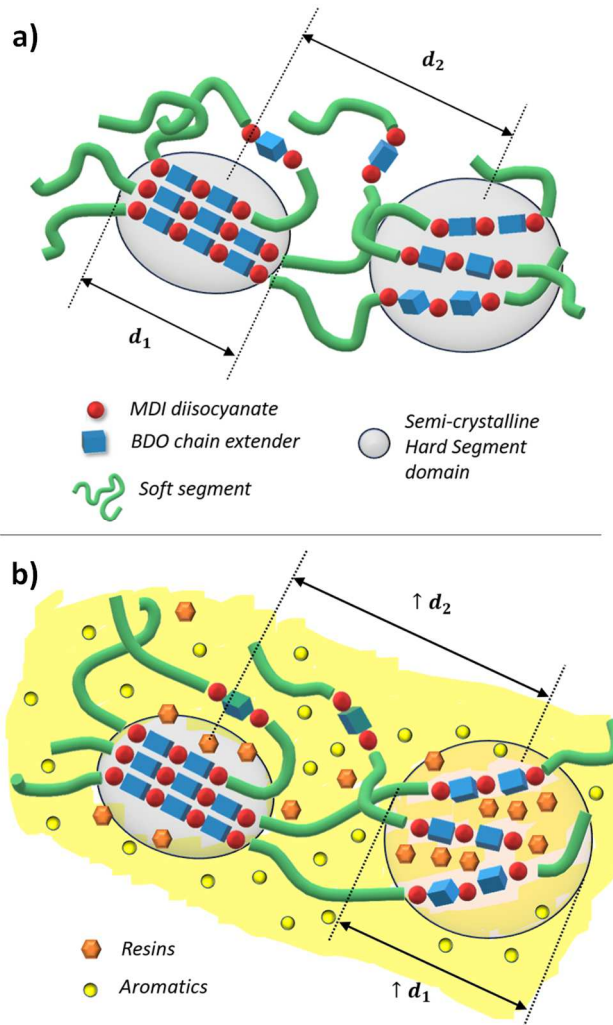 a)
d₂
d₁
MDI diisocyanate
BDO chain extender
Soft segment
Semi-crystalline
Hard Segment
domain
b)
↑ d₂
↑ d₁
Resins
Aromatics